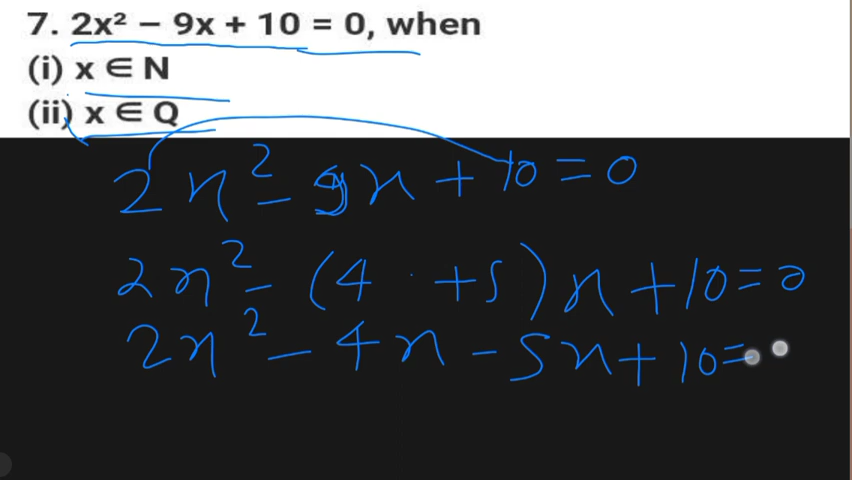 7. 2x² – 9x + 10 = 0, when
(i) x ∈ N
(ii) x ∈ Q
2x² - 9x + 10 = 0
2x² - (4 + 5)x + 10 = 0
2x² - 4x - 5x + 10 =